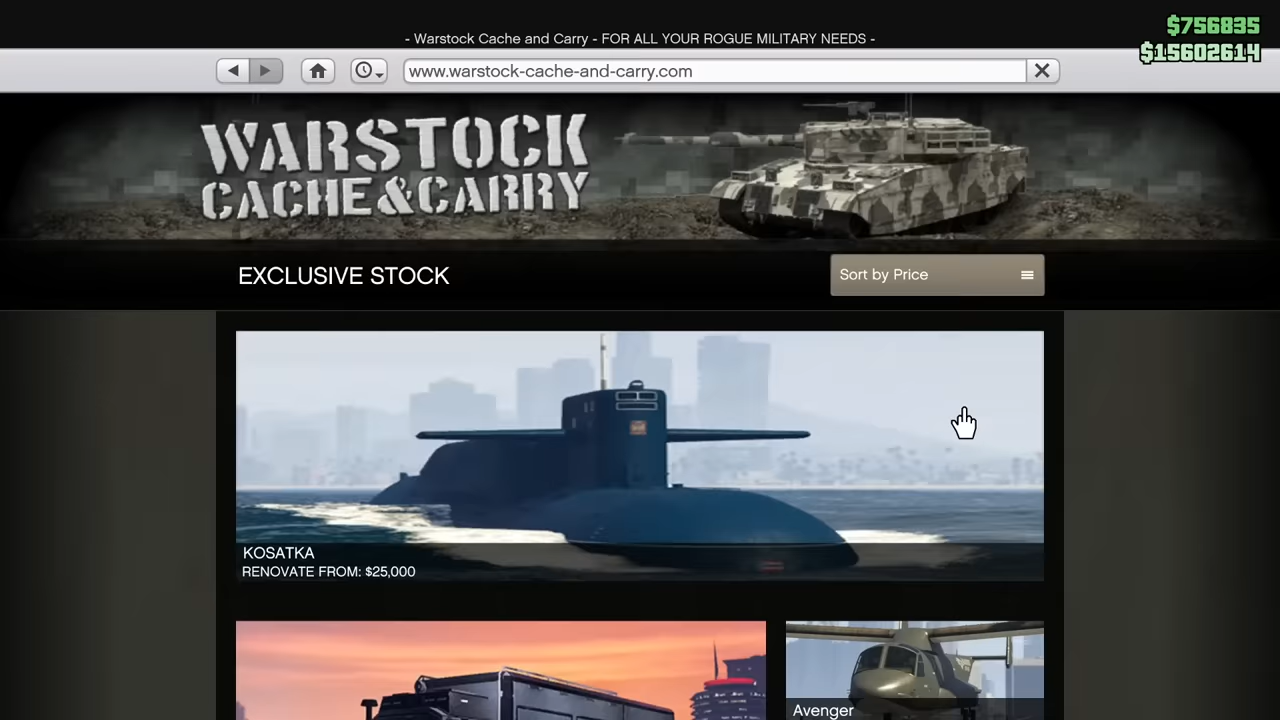 $756835
- Warstock Cache and Carry - FOR ALL YOUR ROGUE MILITARY NEEDS -
$15602614
www.warstock-cache-and-carry.com
WARSTOCK
CACHE&CARRY
EXCLUSIVE STOCK
Sort by Price
KOSATKA
RENOVATE FROM: $25,000
Avenger